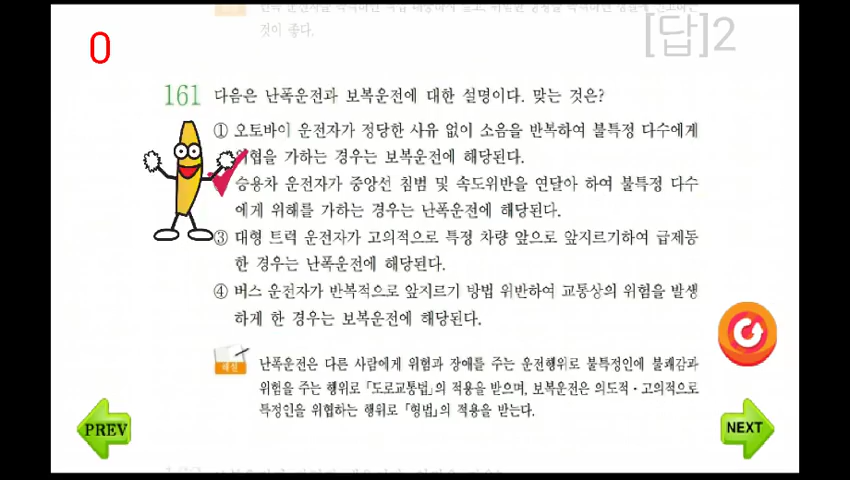 것이 좋다.
[답]2
0
161 다음은 난폭운전과 보복운전에 대한 설명이다. 맞는 것은?
① 오토바이 운전자가 정당한 사유 없이 소음을 반복하여 불특정 다수에게
위협을 가하는 경우는 보복운전에 해당된다.
승용차 운전자가 중앙선 침범 및 속도위반을 연달아 하여 불특정 다수
에게 위해를 가하는 경우는 난폭운전에 해당된다.
③ 대형 트럭 운전자가 고의적으로 특정 차량 앞으로 앞지르기하여 급제동
한 경우는 난폭운전에 해당된다.
④ 버스 운전자가 반복적으로 앞지르기 방법 위반하여 교통상의 위험을 발생
하게 한 경우는 보복운전에 해당된다.
해설
난폭운전은 다른 사람에게 위험과 장애를 주는 운전행위로 불특정인에 불쾌감과
위험을 주는 행위로 「도로교통법」의 적용을 받으며, 보복운전은 의도적·고의적으로
특정인을 위협하는 행위로 「형법」의 적용을 받는다.
PREV
NEXT